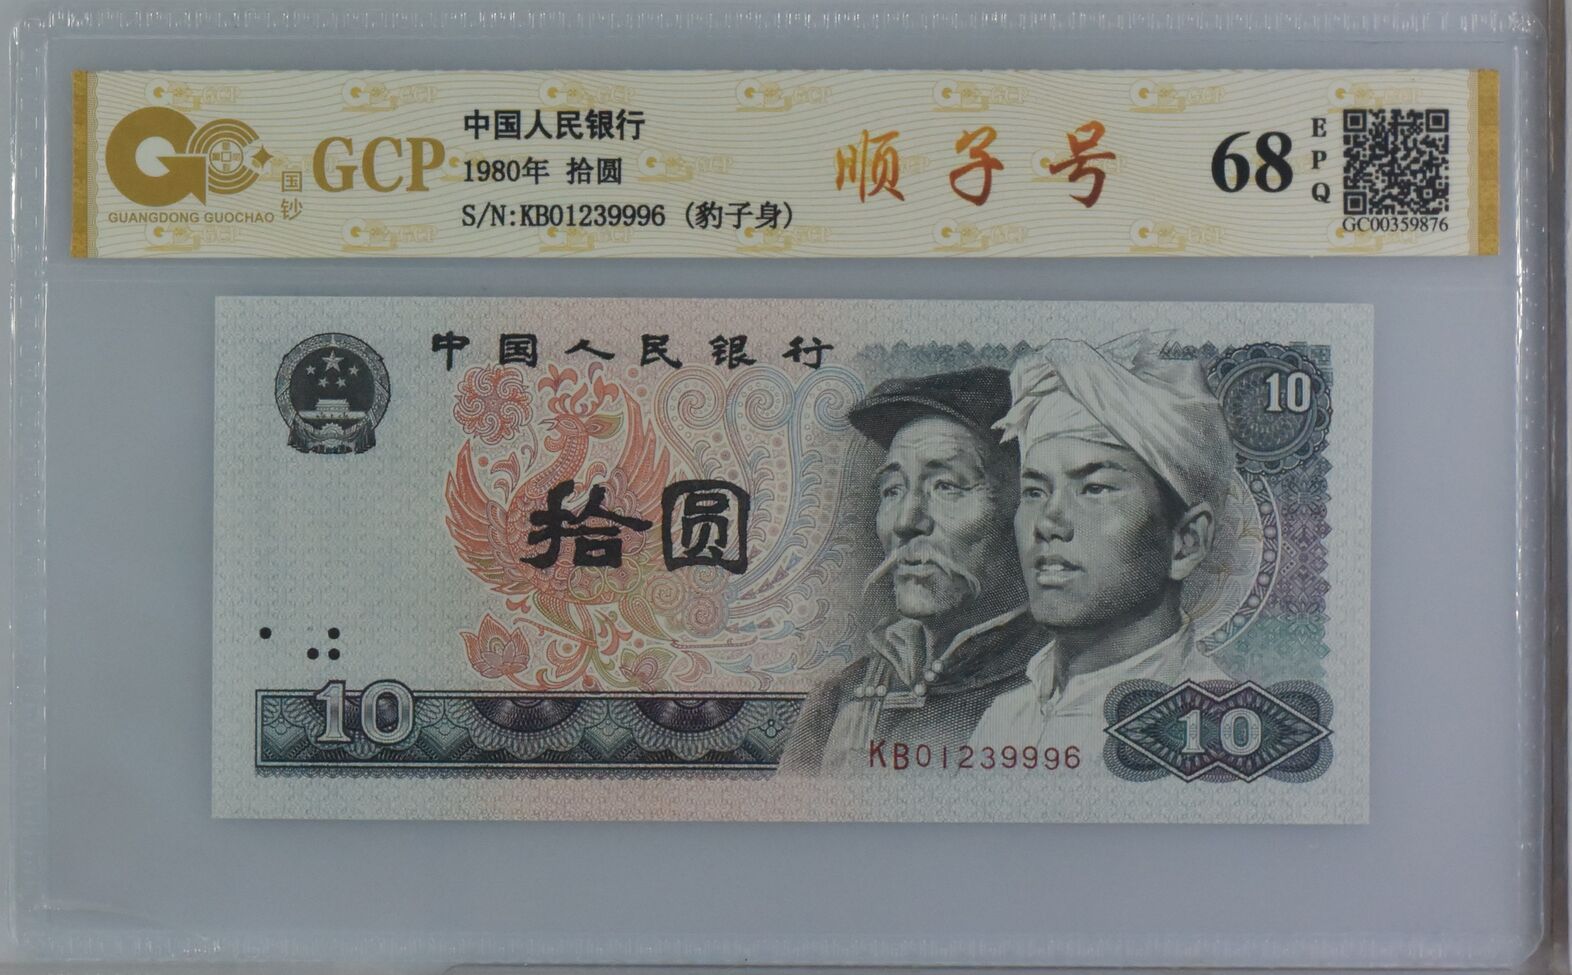 GCP
国钞
GUANGDONG GUOCHAO
中国人民银行
1980年 拾圆
S/N:KB01239996 (豹子身)
顺子号
68
EPQ
GC00359876
中国人民银行
10
拾圆
10
KB01239996
10